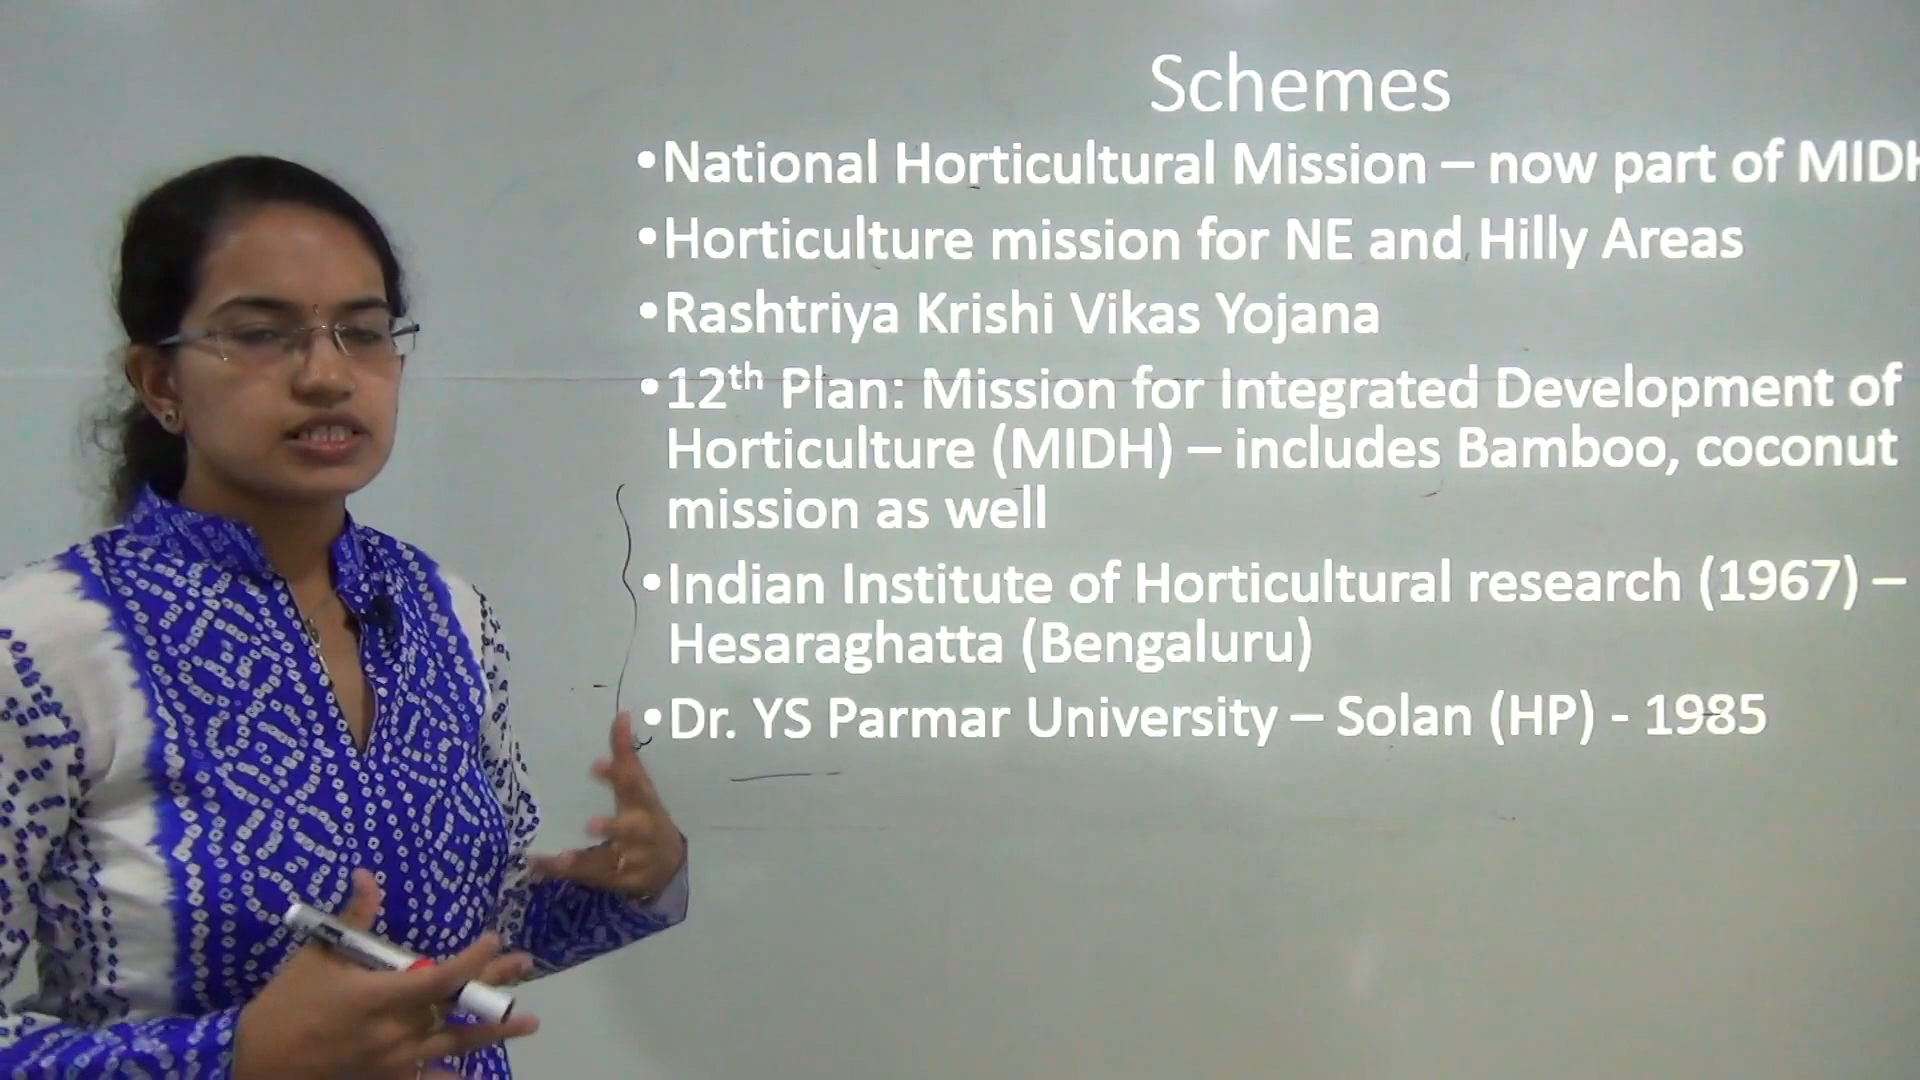 Schemes
•National Horticultural Mission – now part of MIDH
•Horticulture mission for NE and Hilly Areas
•Rashtriya Krishi Vikas Yojana
•12th Plan: Mission for Integrated Development of
Horticulture (MIDH) – includes Bamboo, coconut
mission as well
•Indian Institute of Horticultural research (1967) –
Hesaraghatta (Bengaluru)
•Dr. YS Parmar University – Solan (HP) - 1985